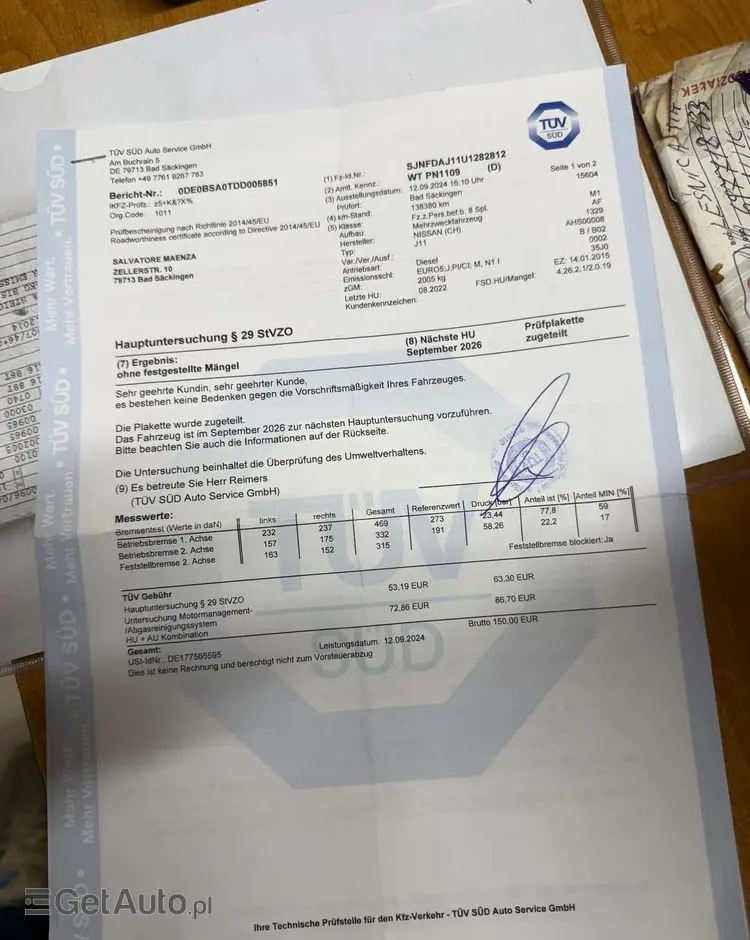 TÜV SÜD Auto Service GmbH
Am Buchrain 5
DE 79713 Bad Säckingen
Telefon +49 7761 9267 783
Bericht-Nr.: 0DE0BSA0TDD005851
iKFZ-Prüfz.: z5+K&7X%
Org.Code: 1011
Prüfbescheinigung nach Richtlinie 2014/45/EU
Roadworthiness certificate according to Directive 2014/45/EU
SALVATORE MAENZA
ZELLERSTR. 10
79713 Bad Säckingen
TÜV
SÜD
Seite 1 von 2
15604
(1) Fz-Id.Nr.: SJNFDAJ11U1282812
(2) Amtl. Kennz.: WT PN1109 (D)
(3) Ausstellungsdatum: 12.09.2024 16:10 Uhr
Prüfort: Bad Säckingen
(4) km-Stand: 138380 km
(5) Klasse: Fz.z.Pers.bef.b. 8 Spl. M1
Aufbau: Mehrzweckfahrzeug AF
Hersteller: NISSAN (CH) 1329
Typ: J11 AHS00008
Var./Ver./Ausf.: B / B02
Antriebsart: Diesel 0002
Emissionsschl: EURO5;J;PI/CI; M, N1 I 35J0
zGM: 2005 kg EZ: 14.01.2015
Letzte HU: 08.2022 FSD.HU/Mangel: 4.26.2.1/2.0.19
Kundenkennzeichen:
Hauptuntersuchung § 29 StVZO
(7) Ergebnis:
ohne festgestellte Mängel
(8) Nächste HU
September 2026
Prüfplakette
zugeteilt
Sehr geehrte Kundin, sehr geehrter Kunde,
es bestehen keine Bedenken gegen die Vorschriftsmäßigkeit Ihres Fahrzeuges.
Die Plakette wurde zugeteilt.
Das Fahrzeug ist im September 2026 zur nächsten Hauptuntersuchung vorzuführen.
Bitte beachten Sie auch die Informationen auf der Rückseite.
Die Untersuchung beinhaltet die Überprüfung des Umweltverhaltens.
(9) Es betreute Sie Herr Reimers
(TÜV SÜD Auto Service GmbH)
Messwerte:
Bremsentest (Werte in daN) links rechts Gesamt Referenzwert Druck [bar] Anteil ist [%] Anteil MIN [%]
Betriebsbremse 1. Achse 232 237 469 273 23,44 77,8 59
Betriebsbremse 2. Achse 157 175 332 191 58,26 22,2 17
Feststellbremse 2. Achse 163 152 315
Feststellbremse blockiert: Ja
TÜV Gebühr
Hauptuntersuchung § 29 StVZO 53,19 EUR 63,30 EUR
Untersuchung Motormanagement-
/Abgasreinigungssystem 72,86 EUR 86,70 EUR
HU + AU Kombination
Gesamt: Brutto 150,00 EUR
USt-IdNr.: DE177565595 Leistungsdatum: 12.09.2024
Dies ist keine Rechnung und berechtigt nicht zum Vorsteuerabzug
TÜV
SÜD
Mehr Wert.
Mehr Vertrauen.
TÜV SÜD
Ihre Technische Prüfstelle für den Kfz-Verkehr - TÜV SÜD Auto Service GmbH
GetAuto.pl